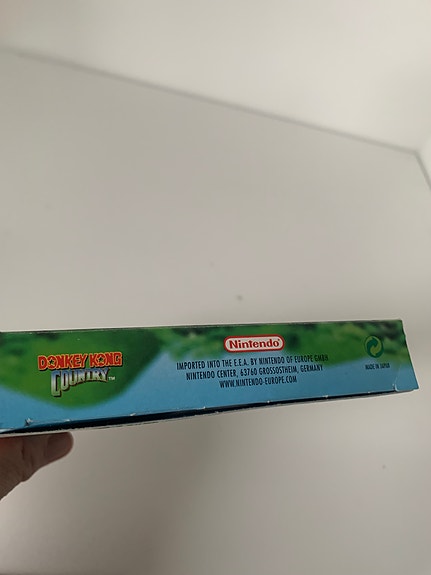 DONKEY KONG
COUNTRY™
Nintendo®
IMPORTED INTO THE E.E.A. BY NINTENDO OF EUROPE GMBH
NINTENDO CENTER, 63760 GROSSOSTHEIM, GERMANY
WWW.NINTENDO-EUROPE.COM
MADE IN JAPAN